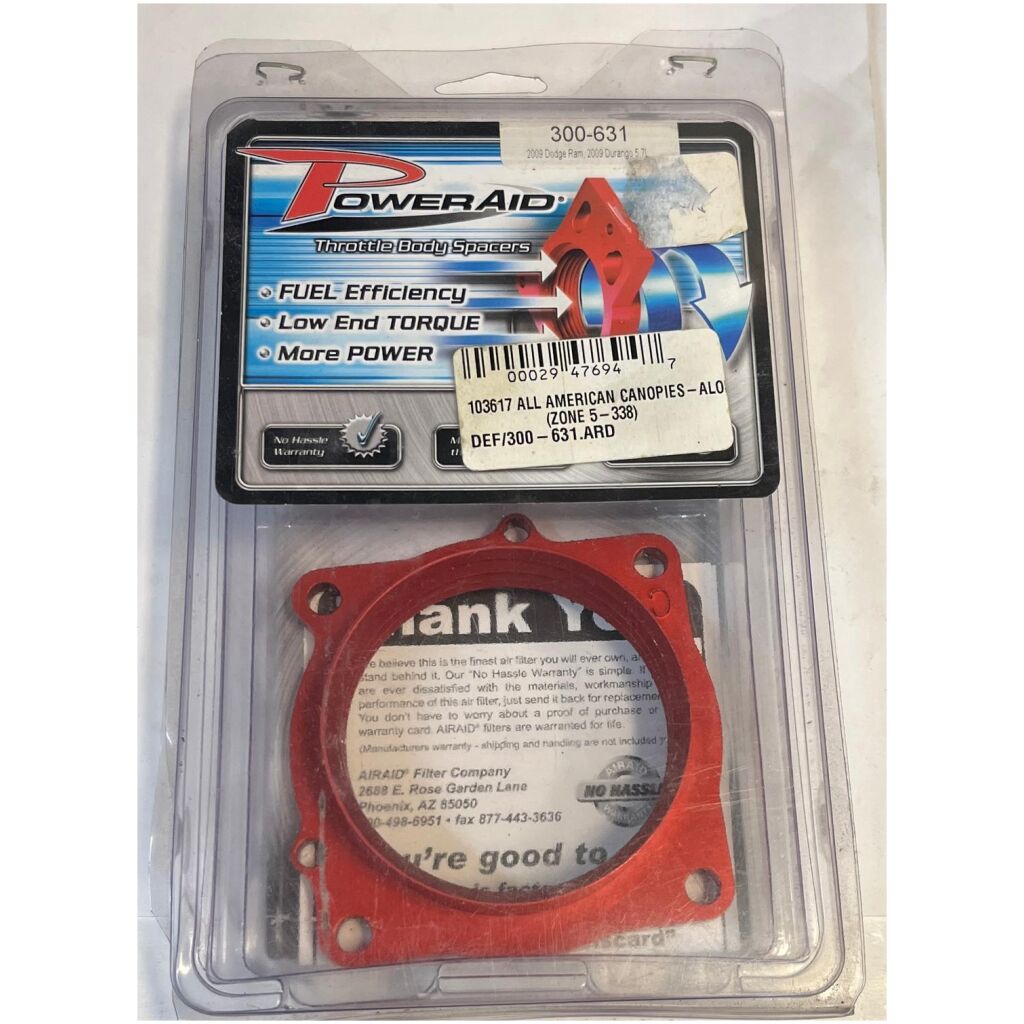 300-631
2009 Dodge Ram, 2009 Durango 5.7L
POWERAID®
Throttle Body Spacers
• FUEL Efficiency
• Low End TORQUE
• More POWER
00029 47694 7
103617 ALL AMERICAN CANOPIES-ALO
(ZONE 5-338)
DEF/300-631.ARD
No Hassle
Warranty
C
hank Yo
believe this is the finest air filter you will ever own, an
stand behind it. Our "No Hassle Warranty" is simple. If
are ever dissatisfied with the materials, workmanship
performance of this air filter, just send it back for replacemen
You don't have to worry about a proof of purchase or
warranty card. AIRAID® filters are warranted for life.
(Manufacturers warranty - shipping and handling are not included
AIRAID® Filter Company
2688 E. Rose Garden Lane
Phoenix, AZ 85050
00-498-6951 • fax 877-443-3636
AIRAID
NO HASSLE
WARRANTY
u're good to
is facto
iscard"